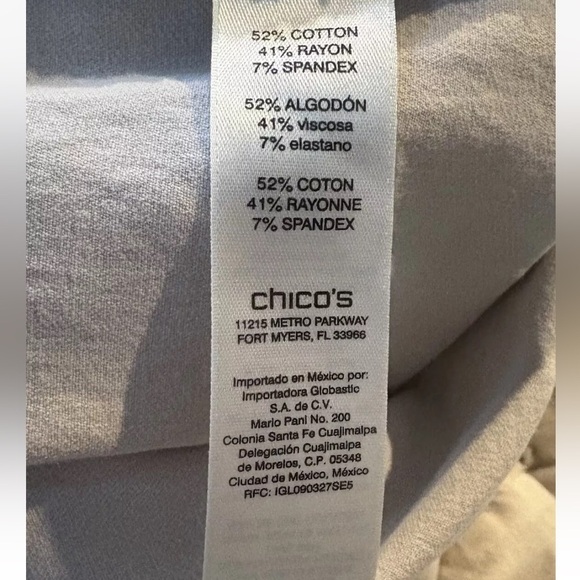 52% COTTON
41% RAYON
7% SPANDEX
52% ALGODÓN
41% viscosa
7% elastano
52% COTON
41% RAYONNE
7% SPANDEX
chico's
11215 METRO PARKWAY
FORT MYERS, FL 33966
Importado en México por:
Importadora Globastic
S.A. de C.V.
Mario Pani No. 200
Colonia Santa Fe Cuajimalpa
Delegación Cuajimalpa
de Morelos, C.P. 05348
Ciudad de México, México
RFC: IGL090327SE5